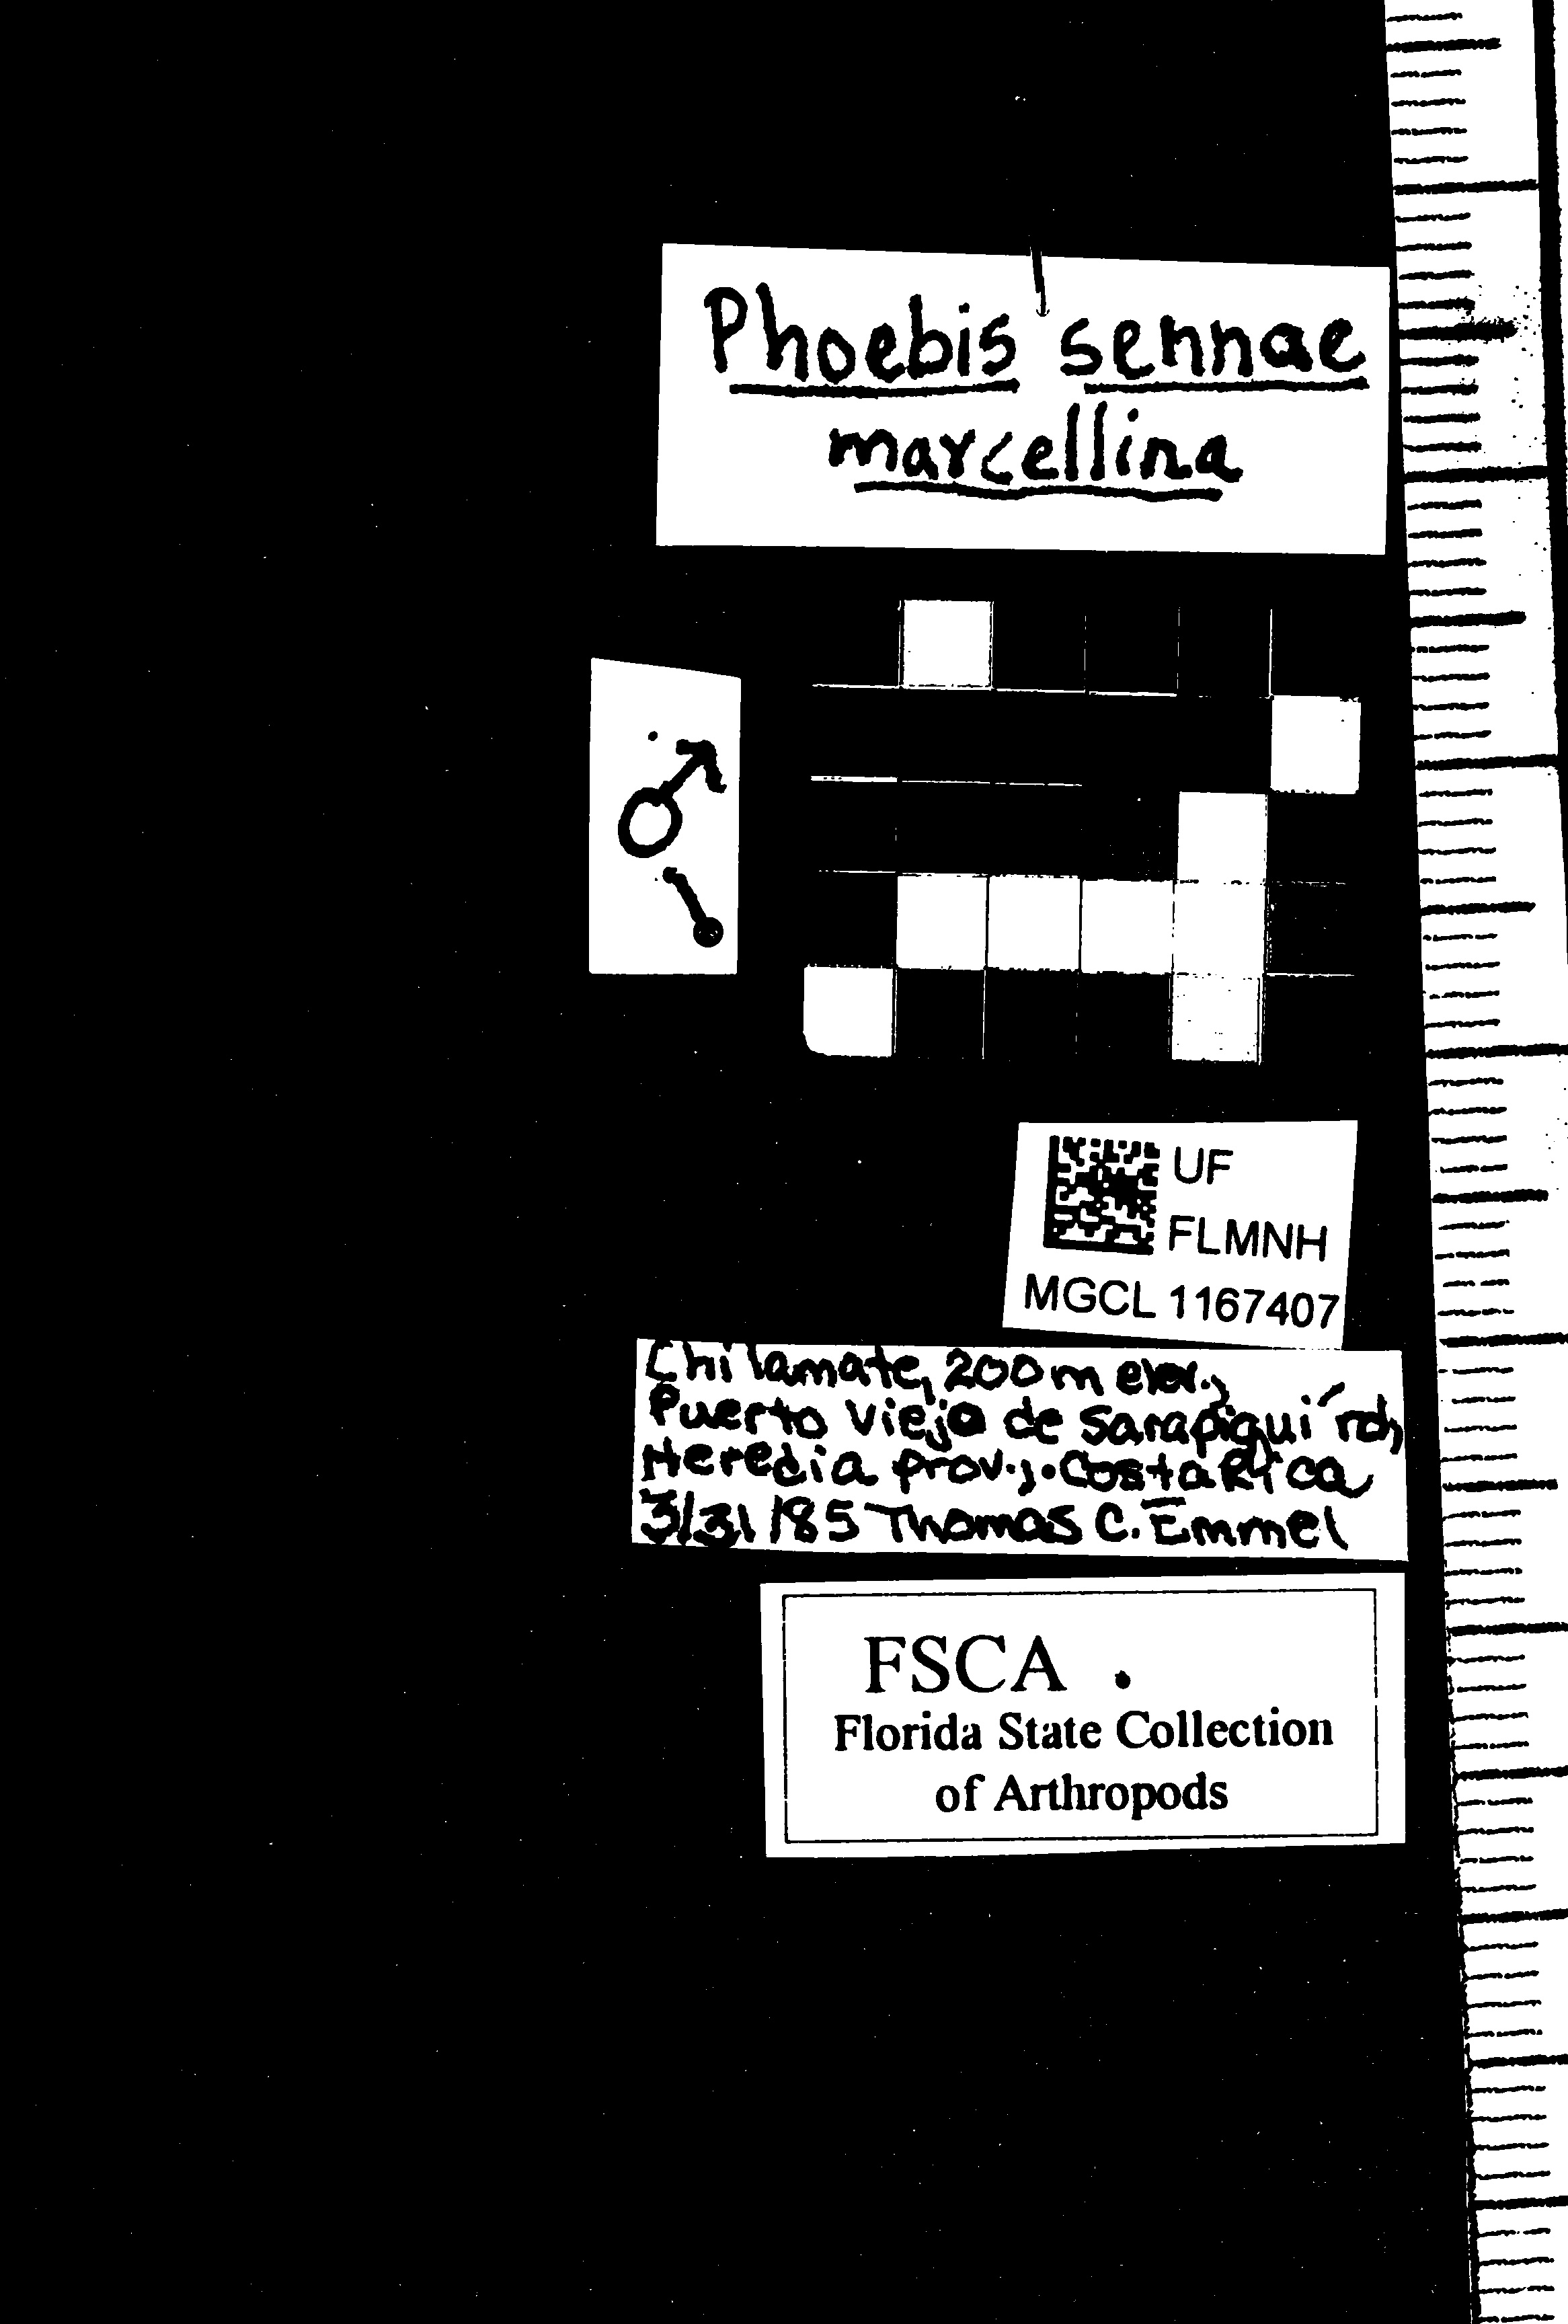 Phoebis sennae
marcellina
♂
UF
FLMNH
MGCL 1167407
Chilamate, 200m elev.,
Puerto Viejo de Sarapiquí rd,
Heredia Prov., Costa Rica
3/31/85 Thomas C. Emmel
FSCA
Florida State Collection
of Arthropods